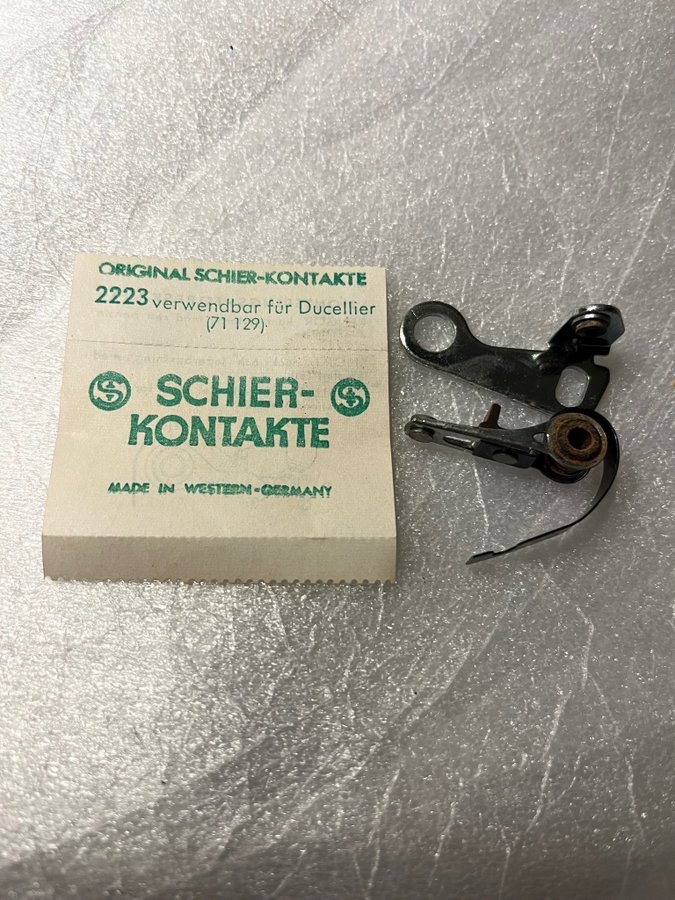 ORIGINAL SCHIER-KONTAKTE
2223 verwendbar für Ducellier
(71 129)
SCHIER-
KONTAKTE
MADE IN WESTERN-GERMANY